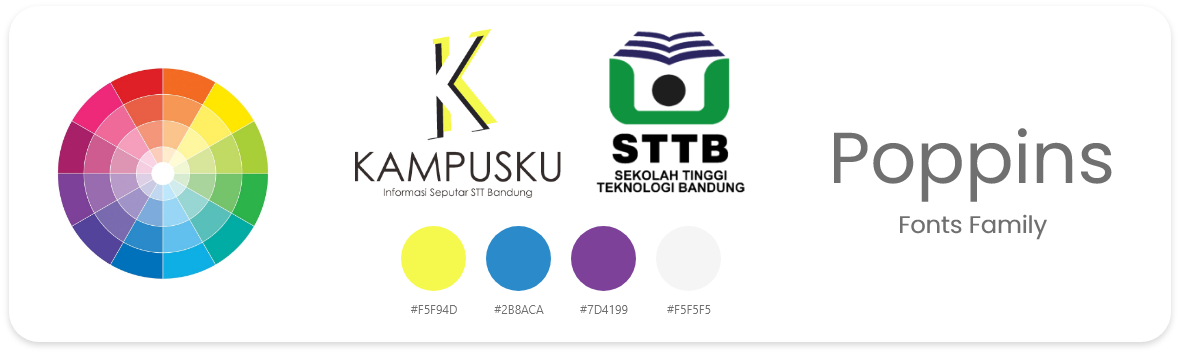 K
KAMPUSKU
Informasi Seputar STT Bandung
STTB
SEKOLAH TINGGI
TEKNOLOGI BANDUNG
#F5F94D
#2B8ACA
#7D4199
#F5F5F5
Poppins
Fonts Family